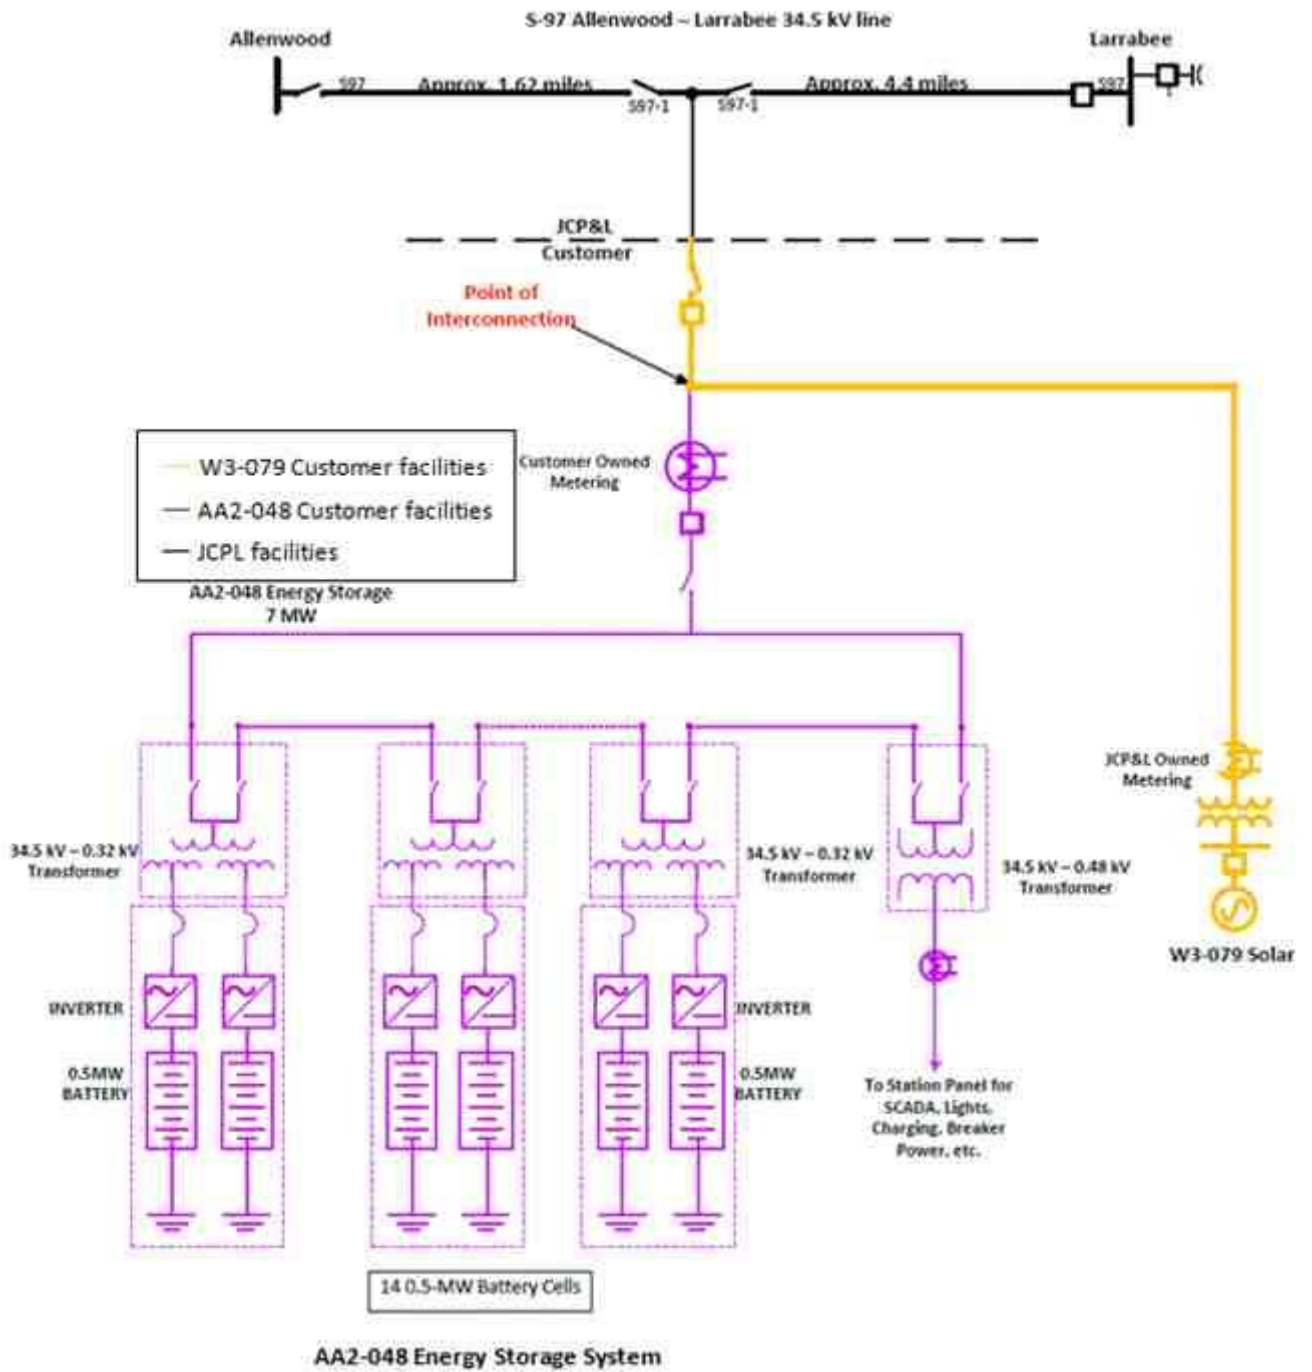 S-97 Allenwood – Larrabee 34.5 kV line
Allenwood
Larrabee
S97
Approx. 1.62 miles
S97-1
S97-1
Approx. 4.4 miles
S97
JCP&L
Customer
Point of
Interconnection
W3-079 Customer facilities
AA2-048 Customer facilities
JCPL facilities
Customer Owned
Metering
AA2-048 Energy Storage
7 MW
JCP&L Owned
Metering
34.5 kV – 0.32 kV
Transformer
34.5 kV – 0.32 kV
Transformer
34.5 kV – 0.48 kV
Transformer
W3-079 Solar
INVERTER
INVERTER
0.5MW
BATTERY
0.5MW
BATTERY
To Station Panel for
SCADA, Lights,
Charging, Breaker
Power, etc.
14 0.5-MW Battery Cells
AA2-048 Energy Storage System